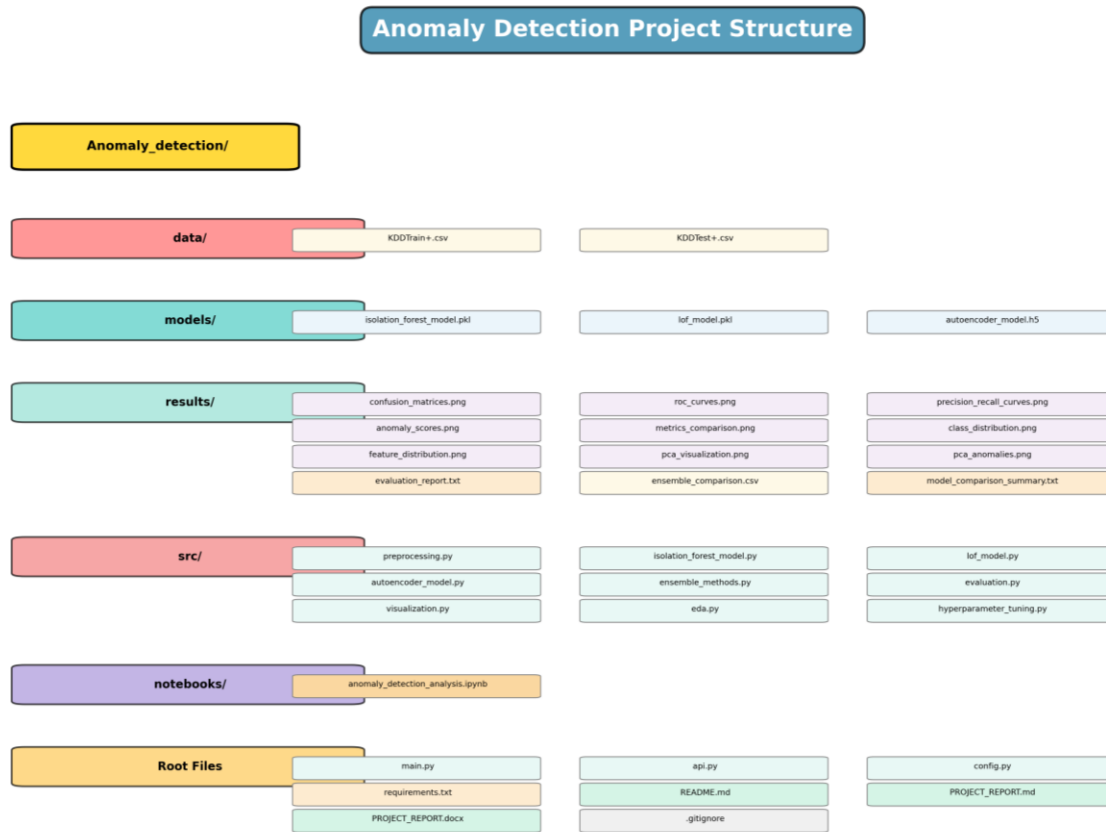 Anomaly Detection Project Structure
Anomaly_detection/
data/ KDDTrain+.csv KDDTest+.csv
models/ isolation_forest_model.pkl lof_model.pkl autoencoder_model.h5
results/ confusion_matrices.png roc_curves.png precision_recall_curves.png
anomaly_scores.png metrics_comparison.png class_distribution.png
feature_distribution.png pca_visualization.png pca_anomalies.png
evaluation_report.txt ensemble_comparison.csv model_comparison_summary.txt
src/ preprocessing.py isolation_forest_model.py lof_model.py
autoencoder_model.py ensemble_methods.py evaluation.py
visualization.py eda.py hyperparameter_tuning.py
notebooks/ anomaly_detection_analysis.ipynb
Root Files main.py api.py config.py
requirements.txt README.md PROJECT_REPORT.md
PROJECT_REPORT.docx .gitignore